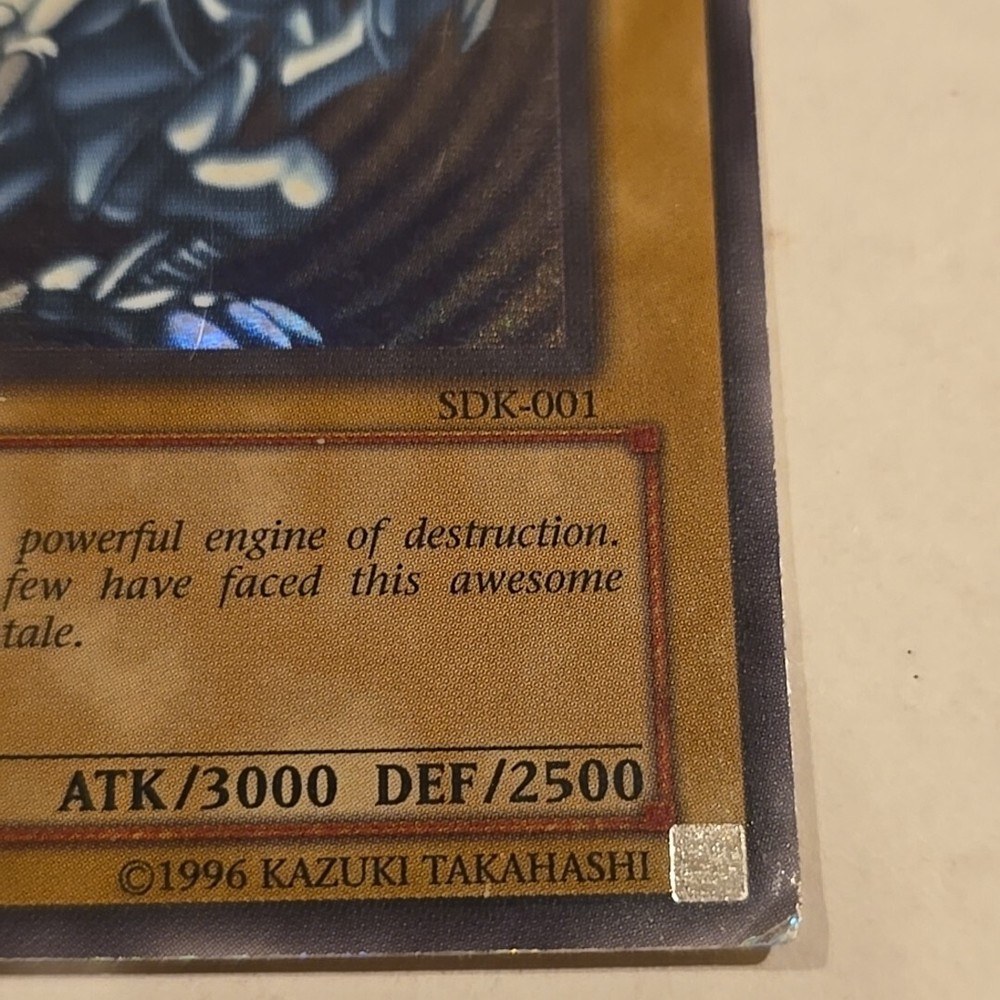 SDK-001
powerful engine of destruction.
few have faced this awesome
tale.
ATK/3000 DEF/2500
©1996 KAZUKI TAKAHASHI